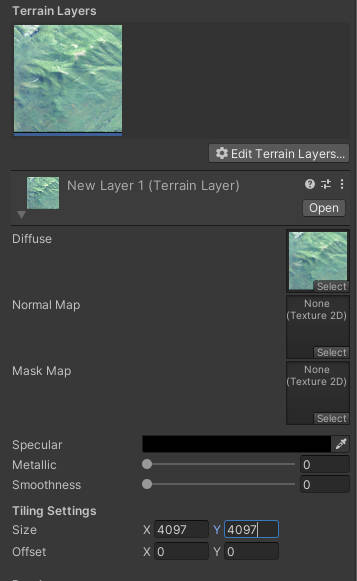 Terrain Layers
Edit Terrain Layers...
New Layer 1 (Terrain Layer)
Open
Diffuse
Select
Normal Map
None
(Texture 2D)
Select
Mask Map
None
(Texture 2D)
Select
Specular
Metallic 0
Smoothness 0
Tiling Settings
Size X 4097 Y 4097
Offset X 0 Y 0